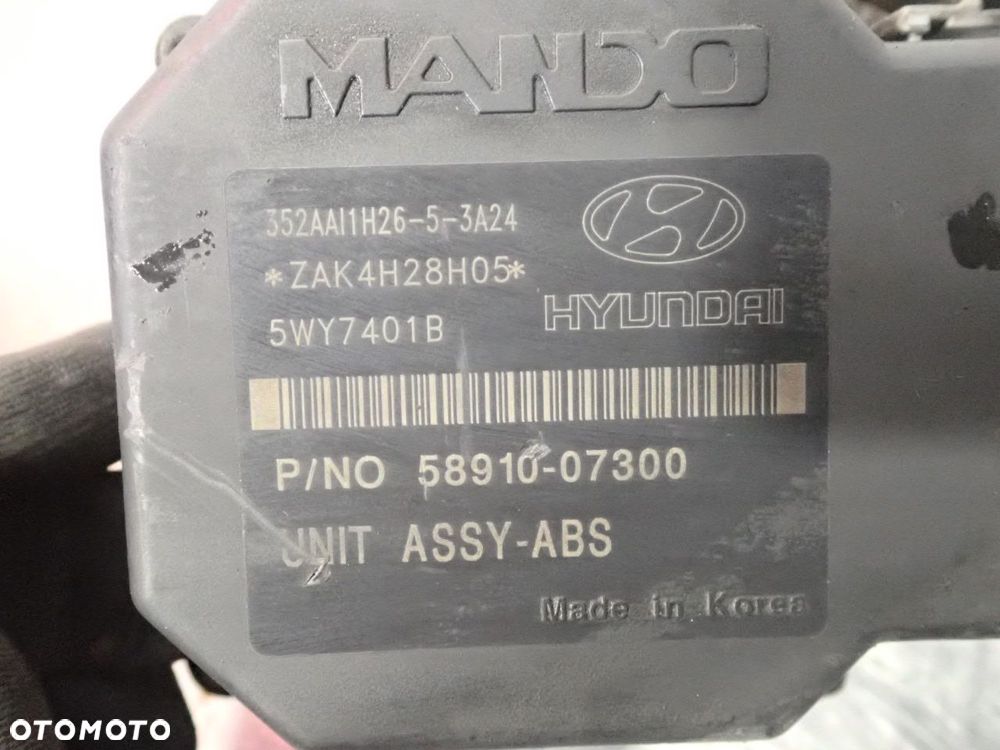 MANDO
352AAI1H26-5-3A24
*ZAK4H28H05*
HYUNDAI
5WY7401B
P/NO 58910-07300
UNIT ASSY-ABS
Made in Korea
OTOMOTO